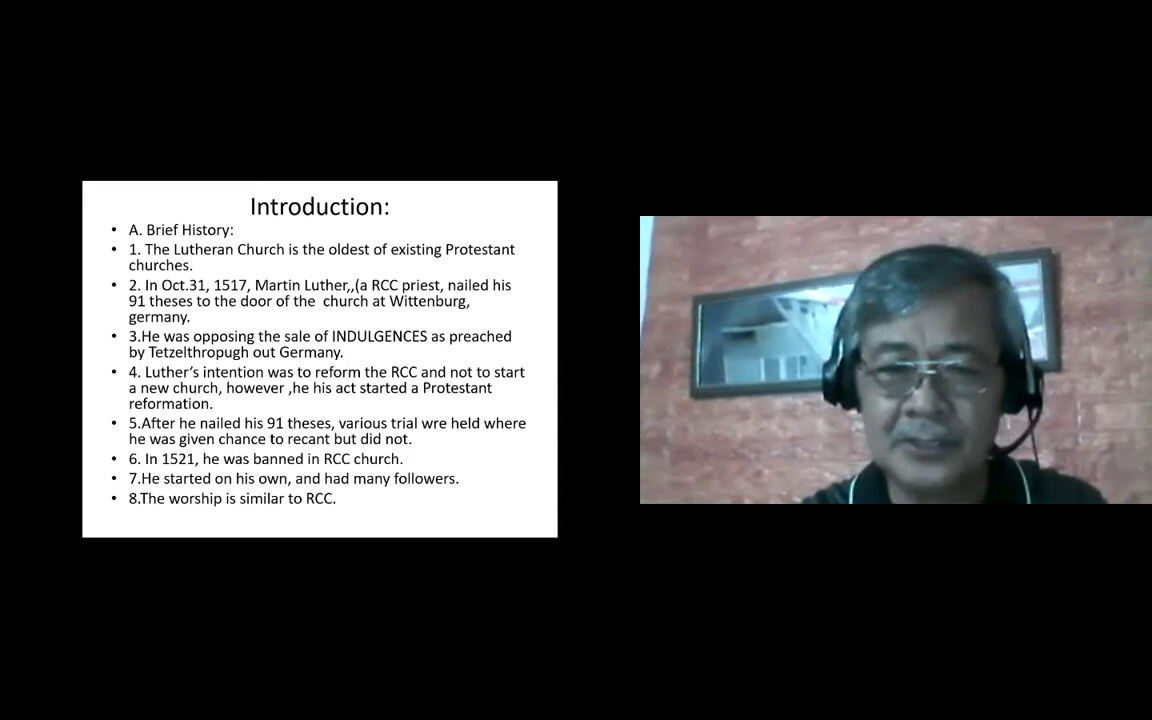 Introduction:
• A. Brief History:
• 1. The Lutheran Church is the oldest of existing Protestant
churches.
• 2. In Oct.31, 1517, Martin Luther,,(a RCC priest, nailed his
91 theses to the door of the church at Wittenburg,
germany.
• 3.He was opposing the sale of INDULGENCES as preached
by Tetzelthropugh out Germany.
• 4. Luther's intention was to reform the RCC and not to start
a new church, however ,he his act started a Protestant
reformation.
• 5.After he nailed his 91 theses, various trial wre held where
he was given chance to recant but did not.
• 6. In 1521, he was banned in RCC church.
• 7.He started on his own, and had many followers.
• 8.The worship is similar to RCC.